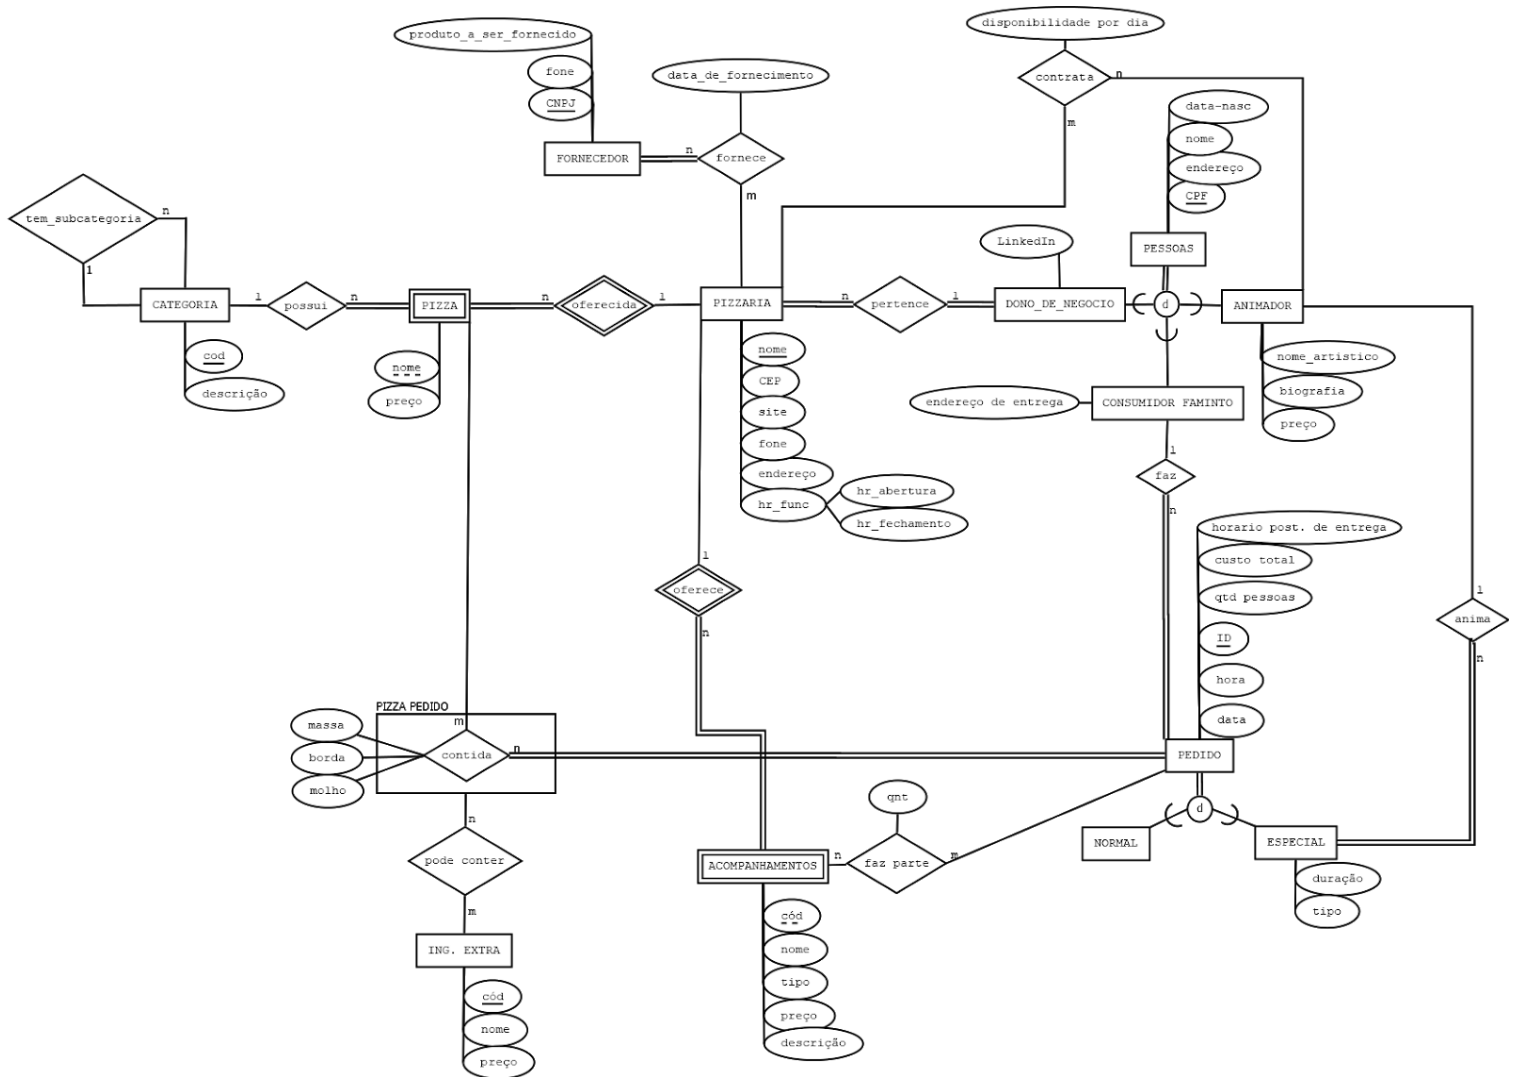 disponibilidade por dia
produto_a_ser_fornecido
fone
data_de_fornecimento
contrata
n
CNPJ
data-nasc
m
nome
FORNECEDOR
n
fornece
endereço
m
CPF
tem_subcategoria
n
LinkedIn
PESSOAS
1
CATEGORIA
1
possui
n
PIZZA
n
oferecida
1
PIZZARIA
n
pertence
1
DONO_DE_NEGOCIO
d
ANIMADOR
cod
descrição
nome
preço
nome
CEP
site
fone
endereço
hr_func
hr_abertura
hr_fechamento
nome_artistico
biografia
preço
endereço de entrega
CONSUMIDOR FAMINTO
1
faz
n
horario post. de entrega
custo total
qtd pessoas
ID
hora
data
1
oferece
n
1
anima
n
PIZZA PEDIDO
massa
borda
molho
m
contida
n
PEDIDO
d
NORMAL
ESPECIAL
duração
tipo
qnt
n
faz parte
m
n
pode conter
m
ACOMPANHAMENTOS
cód
nome
tipo
preço
descrição
ING. EXTRA
cód
nome
preço